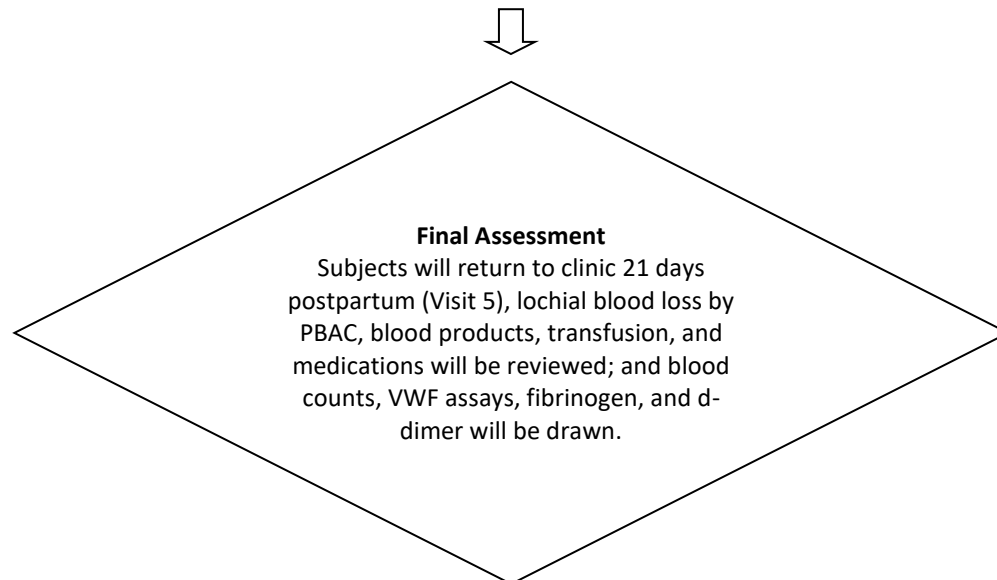 Final Assessment
Subjects will return to clinic 21 days
postpartum (Visit 5), lochial blood loss by
PBAC, blood products, transfusion, and
medications will be reviewed; and blood
counts, VWF assays, fibrinogen, and d-
dimer will be drawn.